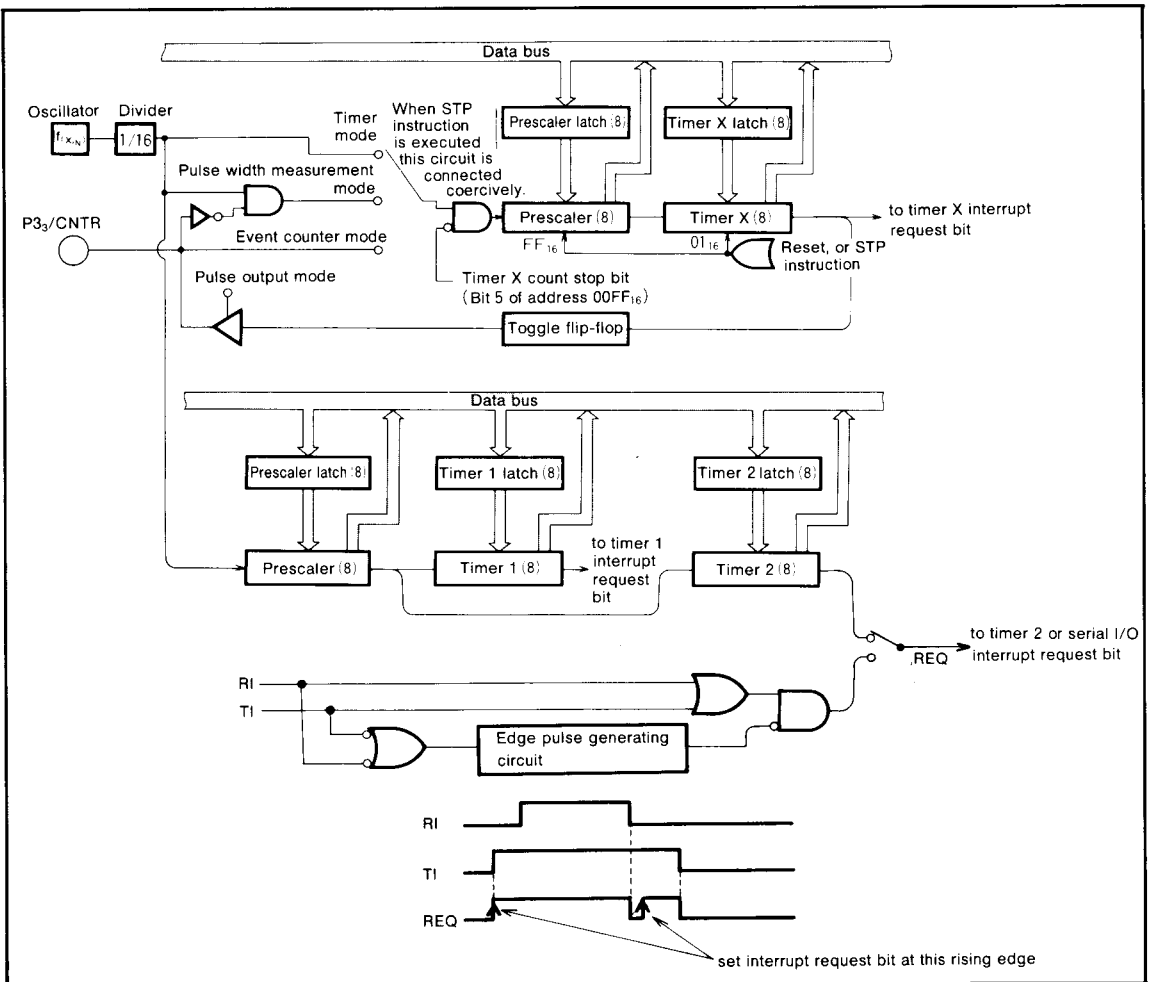 Data bus
Oscillator
Divider
f(XIN)
1/16
Timer
mode
When STP
instruction
is executed
this circuit is
connected
coercively.
Prescaler latch (8)
Timer X latch (8)
Pulse width measurement
mode
P3₃/CNTR
Event counter mode
Prescaler (8)
Timer X (8)
to timer X interrupt
request bit
FF₁₆
01₁₆
Reset, or STP
instruction
Pulse output mode
Timer X count stop bit
(Bit 5 of address 00FF₁₆)
Toggle flip-flop
Data bus
Prescaler latch (8)
Timer 1 latch (8)
Timer 2 latch (8)
Prescaler (8)
Timer 1 (8)
to timer 1
interrupt
request
bit
Timer 2 (8)
to timer 2 or serial I/O
interrupt request bit
REQ
RI
TI
Edge pulse generating
circuit
RI
TI
REQ
set interrupt request bit at this rising edge